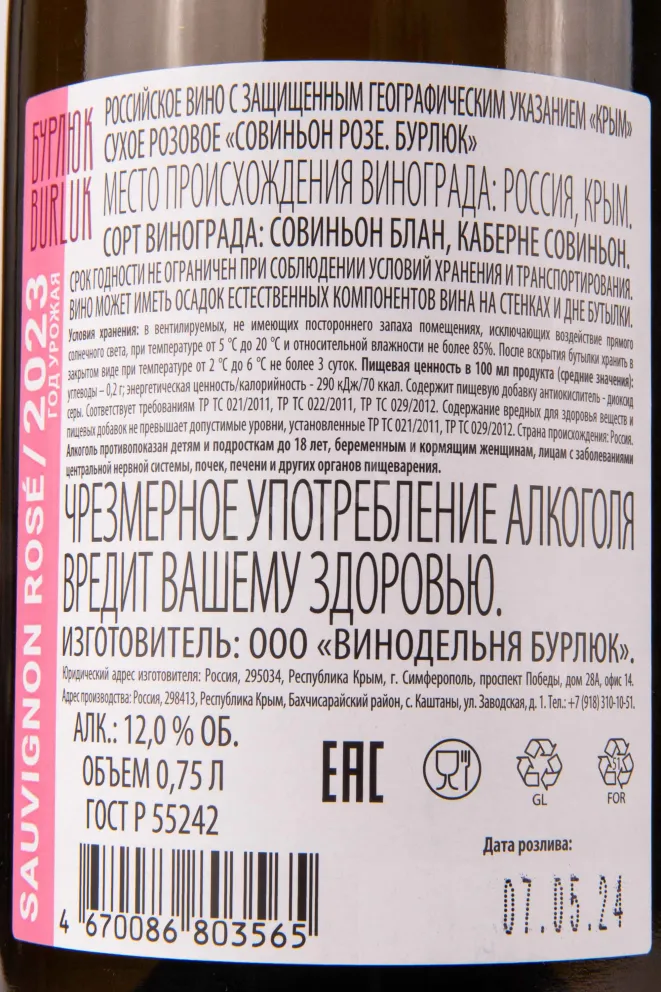 БУРЛЮК
BURLUK
SAUVIGNON ROSÉ / 2023
ГОД УРОЖАЯ
РОССИЙСКОЕ ВИНО С ЗАЩИЩЕННЫМ ГЕОГРАФИЧЕСКИМ УКАЗАНИЕМ «КРЫМ»
СУХОЕ РОЗОВОЕ «СОВИНЬОН РОЗЕ. БУРЛЮК»
МЕСТО ПРОИСХОЖДЕНИЯ ВИНОГРАДА: РОССИЯ, КРЫМ.
СОРТ ВИНОГРАДА: СОВИНЬОН БЛАН, КАБЕРНЕ СОВИНЬОН.
СРОК ГОДНОСТИ НЕ ОГРАНИЧЕН ПРИ СОБЛЮДЕНИИ УСЛОВИЙ ХРАНЕНИЯ И ТРАНСПОРТИРОВАНИЯ.
ВИНО МОЖЕТ ИМЕТЬ ОСАДОК ЕСТЕСТВЕННЫХ КОМПОНЕНТОВ ВИНА НА СТЕНКАХ И ДНЕ БУТЫЛКИ.
Условия хранения: в вентилируемых, не имеющих постороннего запаха помещениях, исключающих воздействие прямого
солнечного света, при температуре от 5 °С до 20 °С и относительной влажности не более 85%. После вскрытия бутылки хранить в
закрытом виде при температуре от 2 °С до 6 °С не более 3 суток. Пищевая ценность в 100 мл продукта (средние значения):
углеводы – 0,2 г; энергетическая ценность/калорийность - 290 кДж/70 ккал. Содержит пищевую добавку антиокислитель - диоксид
серы. Соответствует требованиям ТР ТС 021/2011, ТР ТС 022/2011, ТР ТС 029/2012. Содержание вредных для здоровья веществ и
пищевых добавок не превышает допустимые уровни, установленные ТР ТС 021/2011, ТР ТС 029/2012. Страна происхождения: Россия.
Алкоголь противопоказан детям и подросткам до 18 лет, беременным и кормящим женщинам, лицам с заболеваниями
центральной нервной системы, почек, печени и других органов пищеварения.
ЧРЕЗМЕРНОЕ УПОТРЕБЛЕНИЕ АЛКОГОЛЯ
ВРЕДИТ ВАШЕМУ ЗДОРОВЬЮ.
ИЗГОТОВИТЕЛЬ: ООО «ВИНОДЕЛЬНЯ БУРЛЮК».
Юридический адрес изготовителя: Россия, 295034, Республика Крым, г. Симферополь, проспект Победы, дом 28А, офис 14.
Адрес производства: Россия, 298413, Республика Крым, Бахчисарайский район, с. Каштаны, ул. Заводская, д. 1. Тел.: +7 (918) 310-10-51.
АЛК.: 12,0 % ОБ.
ОБЪЕМ 0,75 Л
ГОСТ Р 55242
EAC
GL
51
FOR
Дата розлива:
07.05.24
4 670086 803565